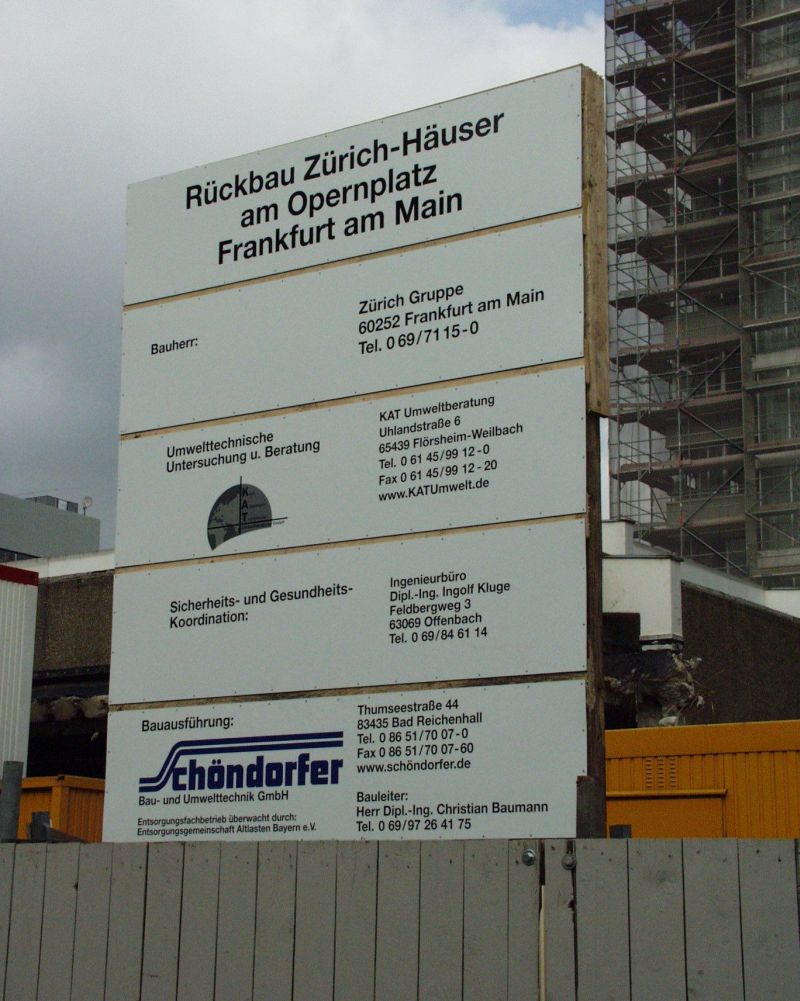 Rückbau Zürich-Häuser
am Opernplatz
Frankfurt am Main
Bauherr:
Zürich Gruppe
60252 Frankfurt am Main
Tel. 0 69/71 15-0
Umwelttechnische
Untersuchung u. Beratung
KAT
KAT Umweltberatung
Uhlandstraße 6
65439 Flörsheim-Weilbach
Tel. 0 61 45/99 12-0
Fax 0 61 45/99 12-20
www.KATUmwelt.de
Sicherheits- und Gesundheits-
Koordination:
Ingenieurbüro
Dipl.-Ing. Ingolf Kluge
Feldbergweg 3
63069 Offenbach
Tel. 0 69/84 61 14
Bauausführung:
Schöndorfer
Bau- und Umwelttechnik GmbH
Entsorgungsfachbetrieb überwacht durch:
Entsorgungsgemeinschaft Altlasten Bayern e.V.
Thumseestraße 44
83435 Bad Reichenhall
Tel. 0 86 51/70 07-0
Fax 0 86 51/70 07-60
www.schöndorfer.de
Bauleiter:
Herr Dipl.-Ing. Christian Baumann
Tel. 0 69/97 26 41 75